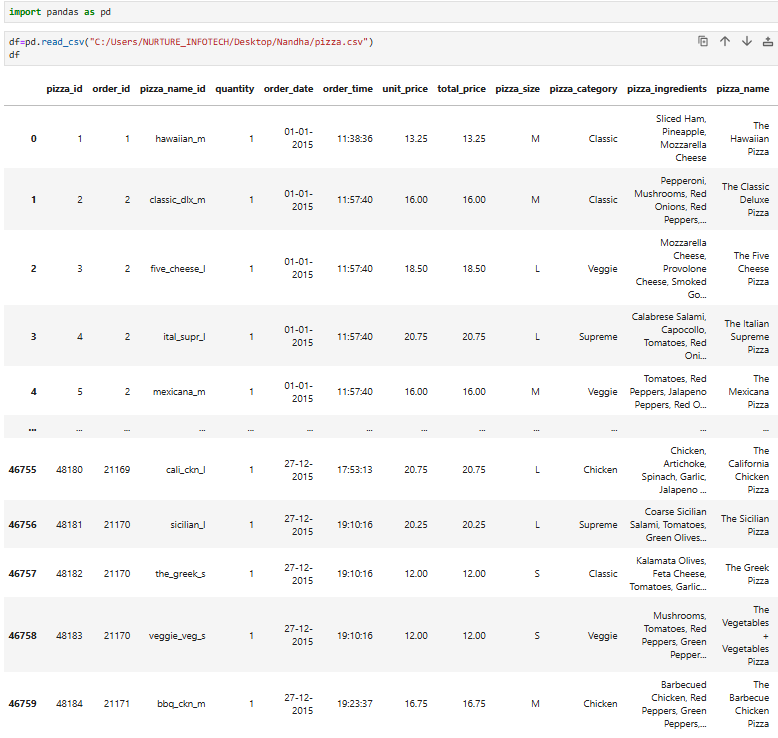 import pandas as pd
df=pd.read_csv("C:/Users/NURTURE_INFOTECH/Desktop/Nandha/pizza.csv")
df
pizza_id order_id pizza_name_id quantity order_date order_time unit_price total_price pizza_size pizza_category pizza_ingredients pizza_name
0 1 1 hawaiian_m 1 01-01-2015 11:38:36 13.25 13.25 M Classic Sliced Ham, Pineapple, Mozzarella Cheese The Hawaiian Pizza
1 2 2 classic_dlx_m 1 01-01-2015 11:57:40 16.00 16.00 M Classic Pepperoni, Mushrooms, Red Onions, Red Peppers,... The Classic Deluxe Pizza
2 3 2 five_cheese_l 1 01-01-2015 11:57:40 18.50 18.50 L Veggie Mozzarella Cheese, Provolone Cheese, Smoked Go... The Five Cheese Pizza
3 4 2 ital_supr_l 1 01-01-2015 11:57:40 20.75 20.75 L Supreme Calabrese Salami, Capocollo, Tomatoes, Red Oni... The Italian Supreme Pizza
4 5 2 mexicana_m 1 01-01-2015 11:57:40 16.00 16.00 M Veggie Tomatoes, Red Peppers, Jalapeno Peppers, Red O... The Mexicana Pizza
... ... ... ... ... ... ... ... ... ... ... ... ...
46755 48180 21169 cali_ckn_l 1 27-12-2015 17:53:13 20.75 20.75 L Chicken Chicken, Artichoke, Spinach, Garlic, Jalapeno ... The California Chicken Pizza
46756 48181 21170 sicilian_l 1 27-12-2015 19:10:16 20.25 20.25 L Supreme Coarse Sicilian Salami, Tomatoes, Green Olives... The Sicilian Pizza
46757 48182 21170 the_greek_s 1 27-12-2015 19:10:16 12.00 12.00 S Classic Kalamata Olives, Feta Cheese, Tomatoes, Garlic... The Greek Pizza
46758 48183 21170 veggie_veg_s 1 27-12-2015 19:10:16 12.00 12.00 S Veggie Mushrooms, Tomatoes, Red Peppers, Green Pepper... The Vegetables + Vegetables Pizza
46759 48184 21171 bbq_ckn_m 1 27-12-2015 19:23:37 16.75 16.75 M Chicken Barbecued Chicken, Red Peppers, Green Peppers,... The Barbecue Chicken Pizza